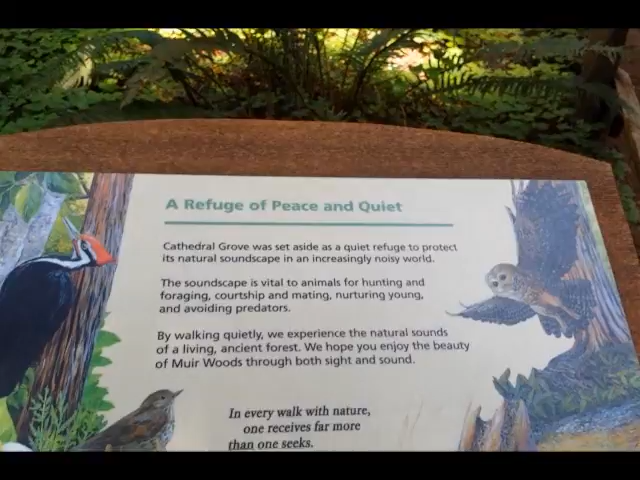 A Refuge of Peace and Quiet
Cathedral Grove was set aside as a quiet refuge to protect
its natural soundscape in an increasingly noisy world.
The soundscape is vital to animals for hunting and
foraging, courtship and mating, nurturing young,
and avoiding predators.
By walking quietly, we experience the natural sounds
of a living, ancient forest. We hope you enjoy the beauty
of Muir Woods through both sight and sound.
In every walk with nature,
one receives far more
than one seeks.